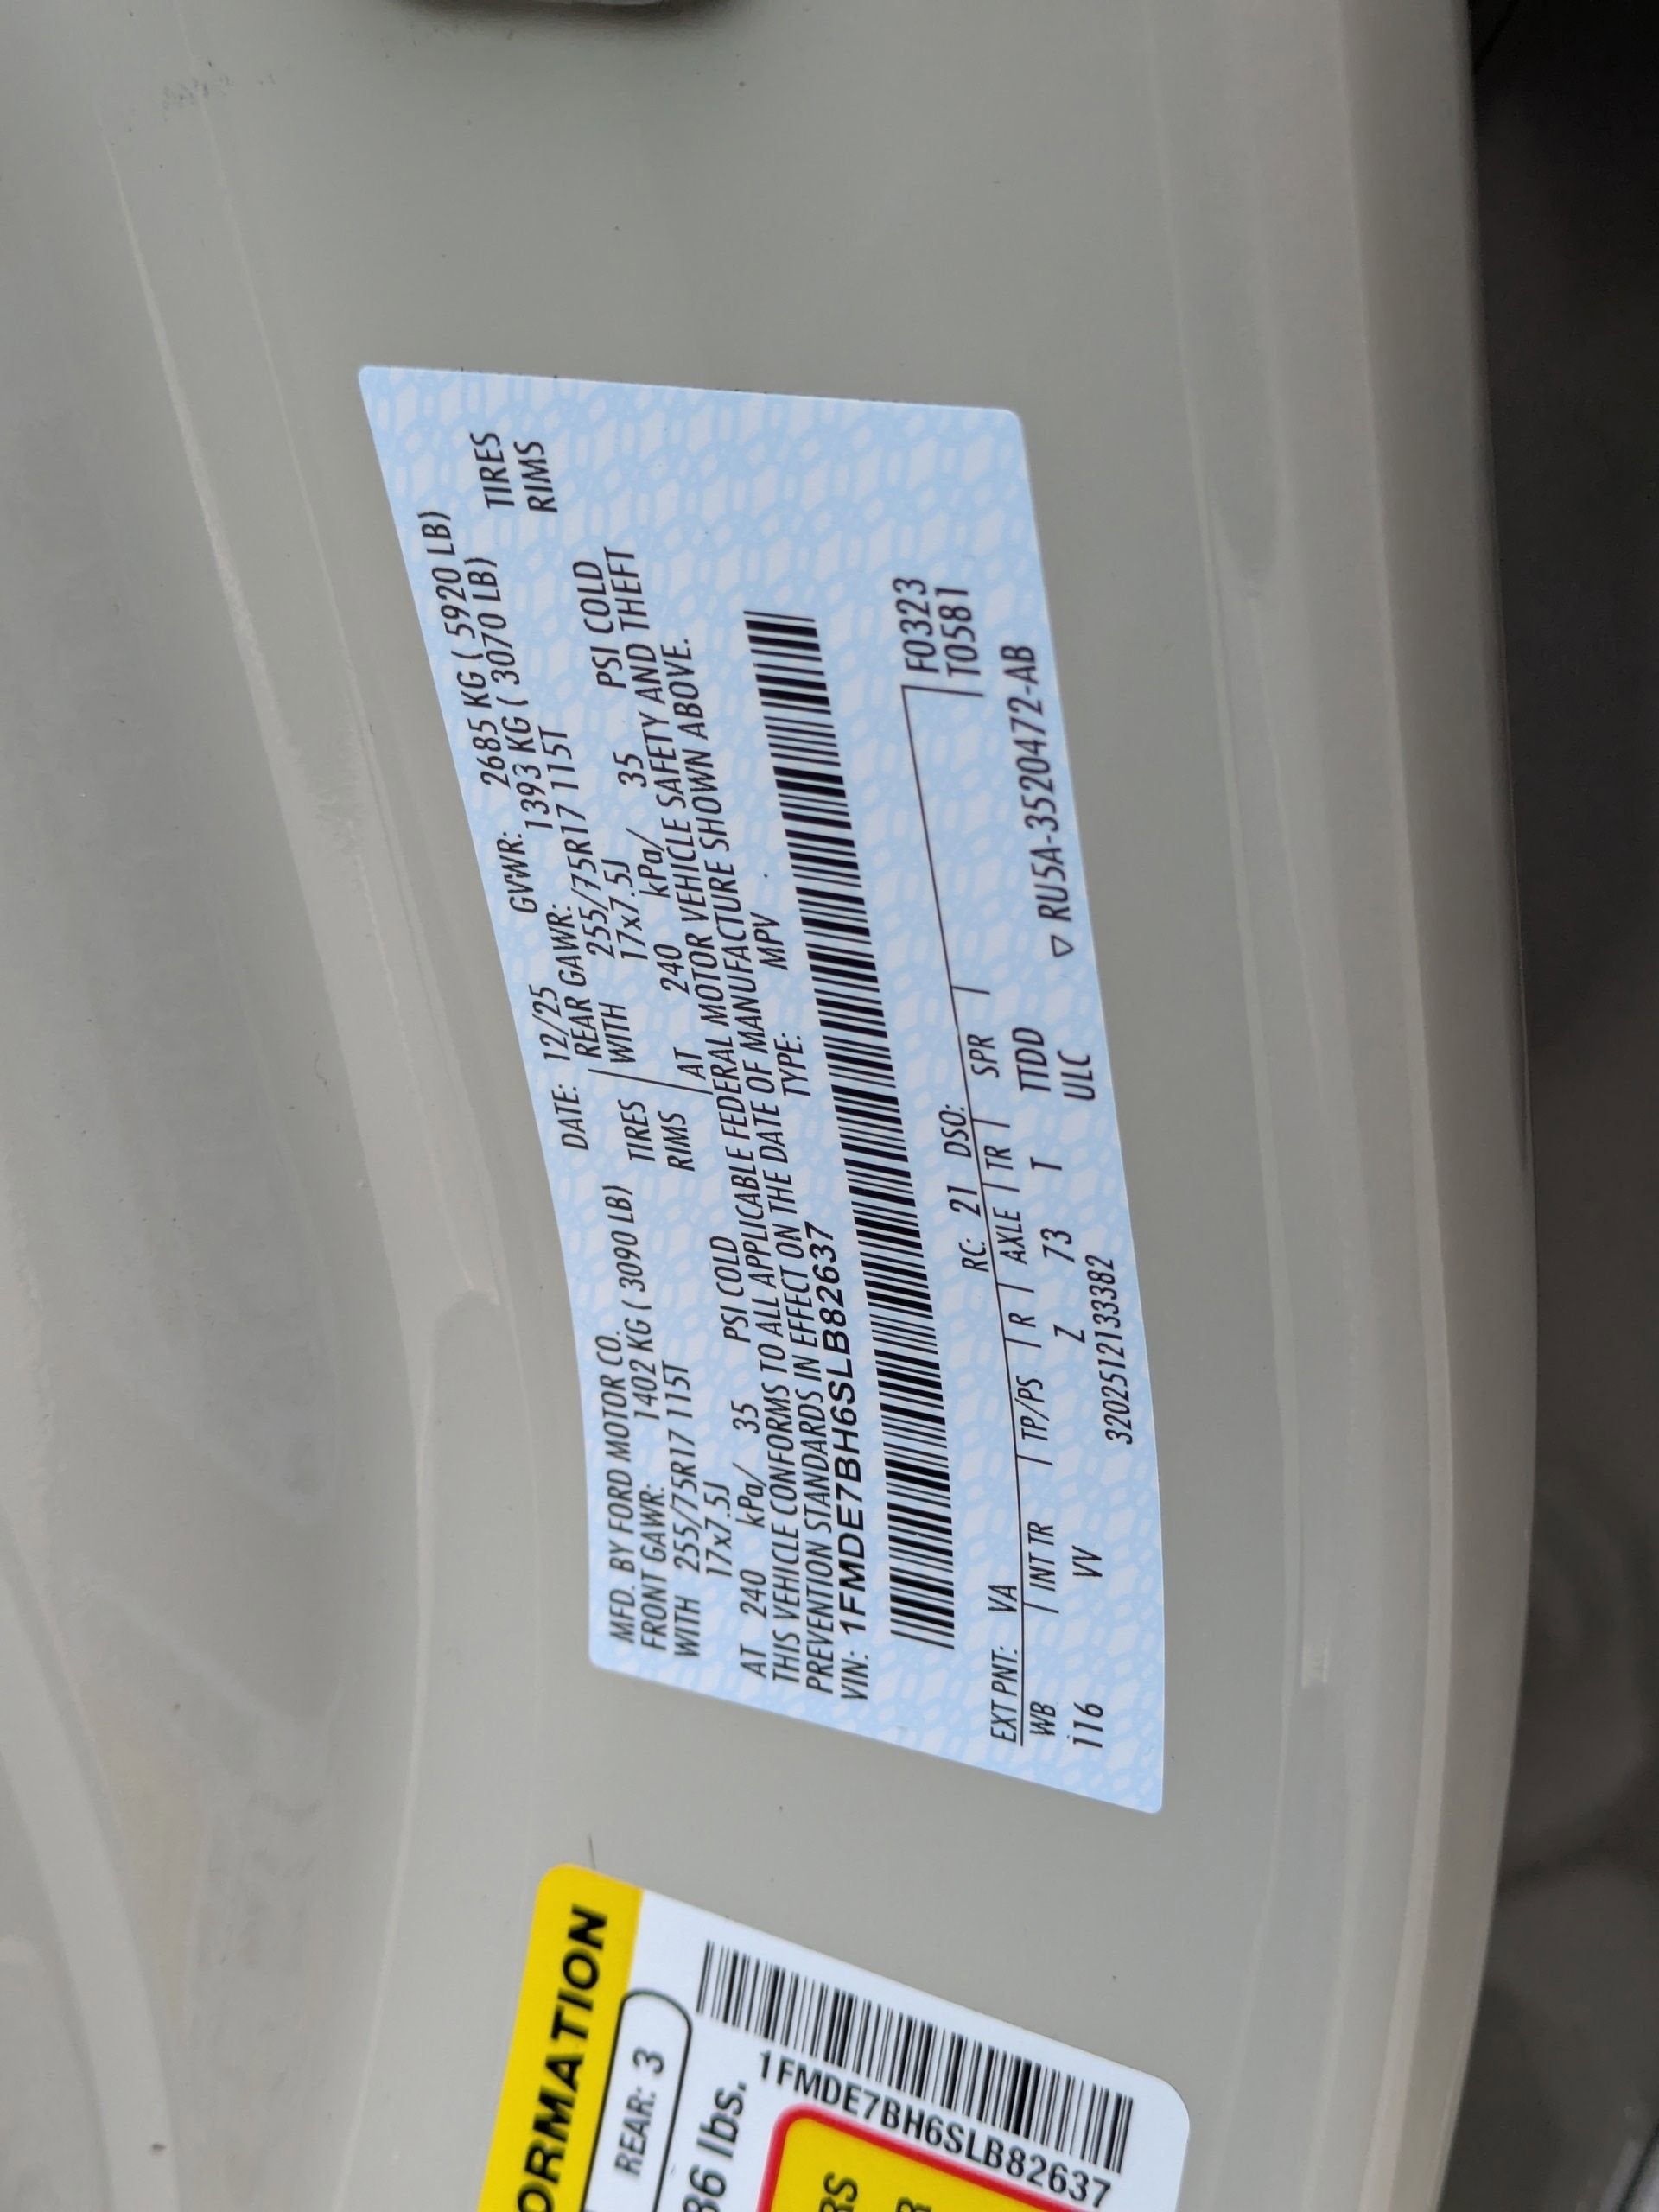 MFD. BY FORD MOTOR CO. DATE: 12/25 GVWR: 2685 KG ( 5920 LB)
FRONT GAWR: 1402 KG ( 3090 LB) REAR GAWR: 1393 KG ( 3070 LB)
WITH 255/75R17 115T TIRES WITH 255/75R17 115T TIRES
17x7.5J RIMS 17x7.5J RIMS
AT 240 kPa/ 35 PSI COLD AT 240 kPa/ 35 PSI COLD
THIS VEHICLE CONFORMS TO ALL APPLICABLE FEDERAL MOTOR VEHICLE SAFETY AND THEFT
PREVENTION STANDARDS IN EFFECT ON THE DATE OF MANUFACTURE SHOWN ABOVE.
VIN: 1FMDE7BH6SLB82637 TYPE: MPV
EXT PNT: VA RC: 21 DSO: F0323
WB | INT TR | TP/PS | R | AXLE | TR | SPR | T0581
116 VV Z 73 T TTDD
ULC
320251213382 ▽ RU5A-3520472-AB
ORMATION
REAR: 3
36 lbs.
1FMDE7BH6SLB82637
RS